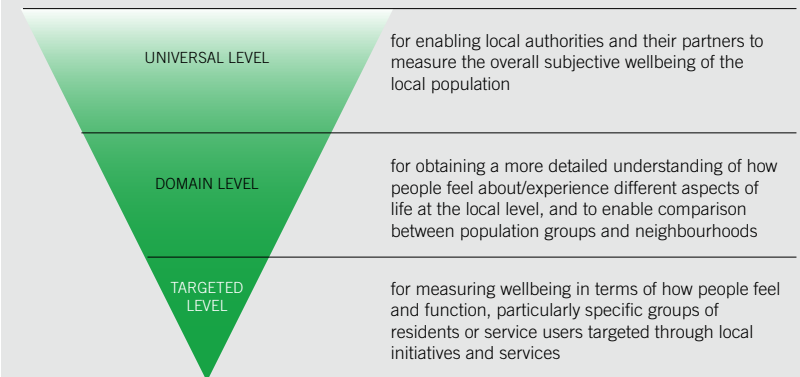 UNIVERSAL LEVEL
for enabling local authorities and their partners to
measure the overall subjective wellbeing of the
local population
DOMAIN LEVEL
for obtaining a more detailed understanding of how
people feel about/experience different aspects of
life at the local level, and to enable comparison
between population groups and neighbourhoods
TARGETED
LEVEL
for measuring wellbeing in terms of how people feel
and function, particularly specific groups of
residents or service users targeted through local
initiatives and services